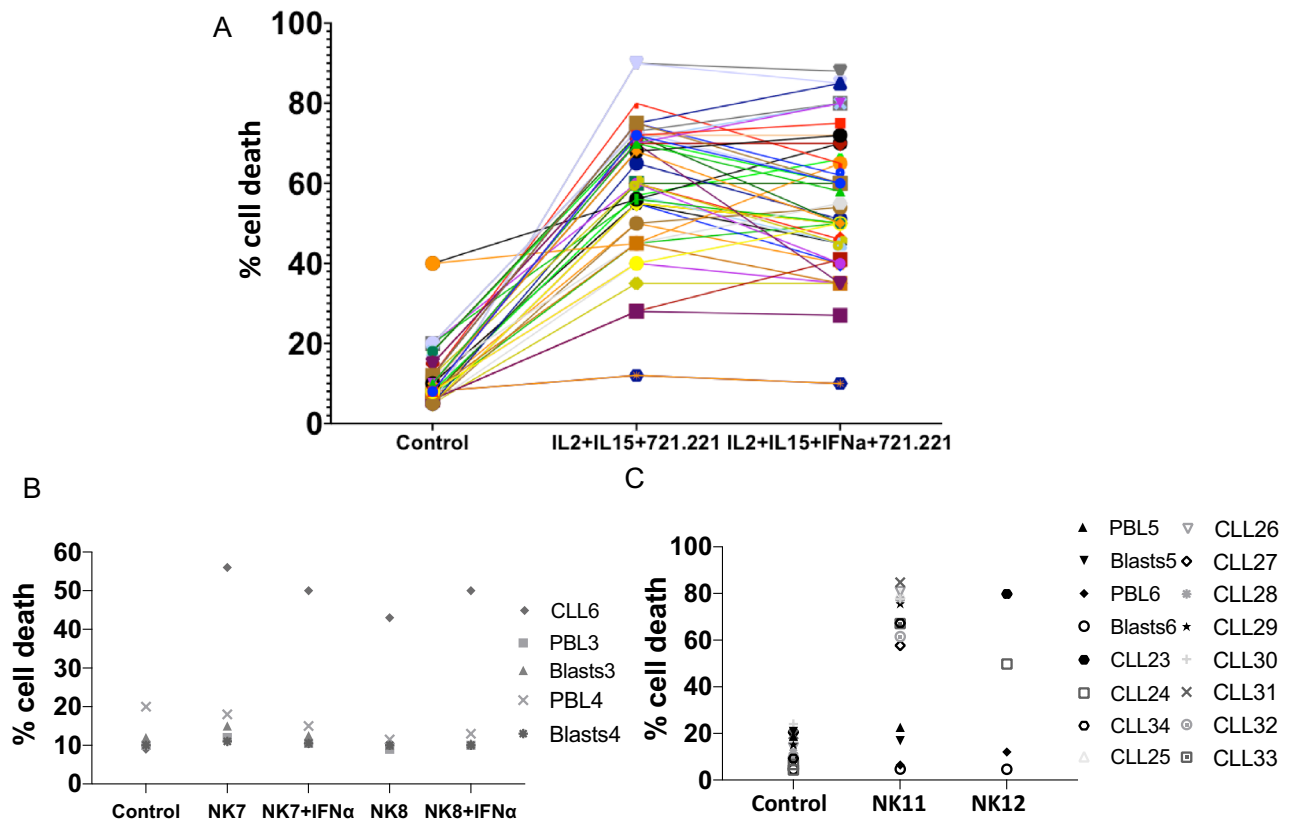 A
100
80
60
40
20
0
% cell death
Control IL2+IL15+721.221 IL2+IL15+IFNa+721.221
B
60
50
40
30
20
10
0
% cell death
Control NK7 NK7+IFNα NK8 NK8+IFNα
CLL6
PBL3
Blasts3
PBL4
Blasts4
C
100
80
60
40
20
0
% cell death
Control NK11 NK12
PBL5 CLL26
Blasts5 CLL27
PBL6 CLL28
Blasts6 CLL29
CLL23 CLL30
CLL24 CLL31
CLL34 CLL32
CLL25 CLL33